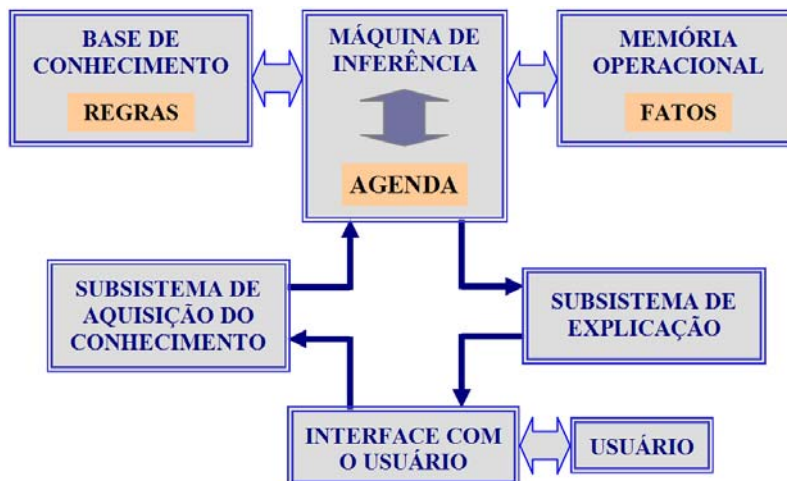 BASE DE
CONHECIMENTO
REGRAS
MÁQUINA DE
INFERÊNCIA
AGENDA
MEMÓRIA
OPERACIONAL
FATOS
SUBSISTEMA DE
AQUISIÇÃO DO
CONHECIMENTO
SUBSISTEMA DE
EXPLICAÇÃO
INTERFACE COM
O USUÁRIO
USUÁRIO